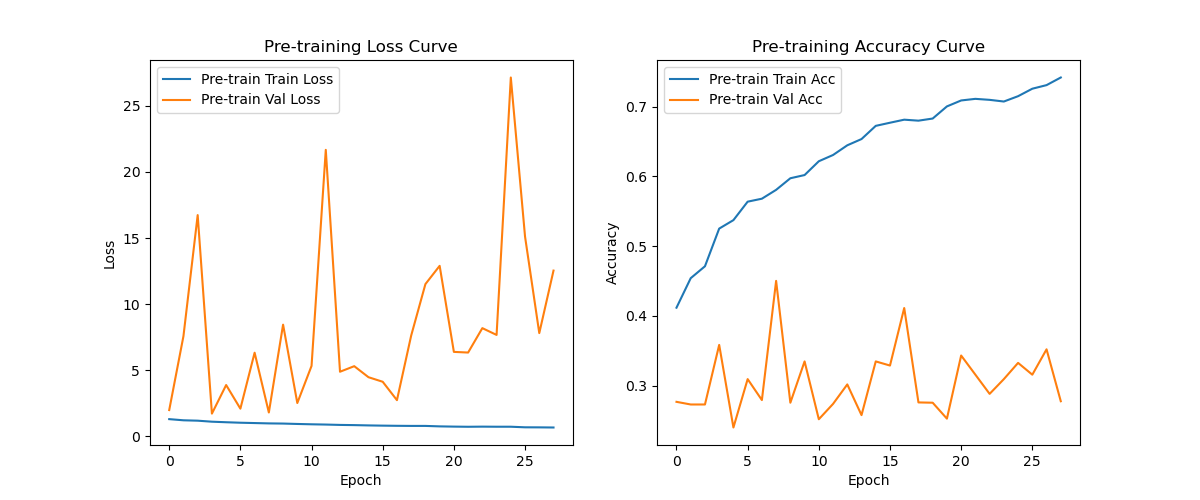 Pre-training Loss Curve
Pre-train Train Loss
Pre-train Val Loss
Loss
25
20
15
10
5
0
0 5 10 15 20 25
Epoch
Pre-training Accuracy Curve
Pre-train Train Acc
Pre-train Val Acc
Accuracy
0.7
0.6
0.5
0.4
0.3
0 5 10 15 20 25
Epoch